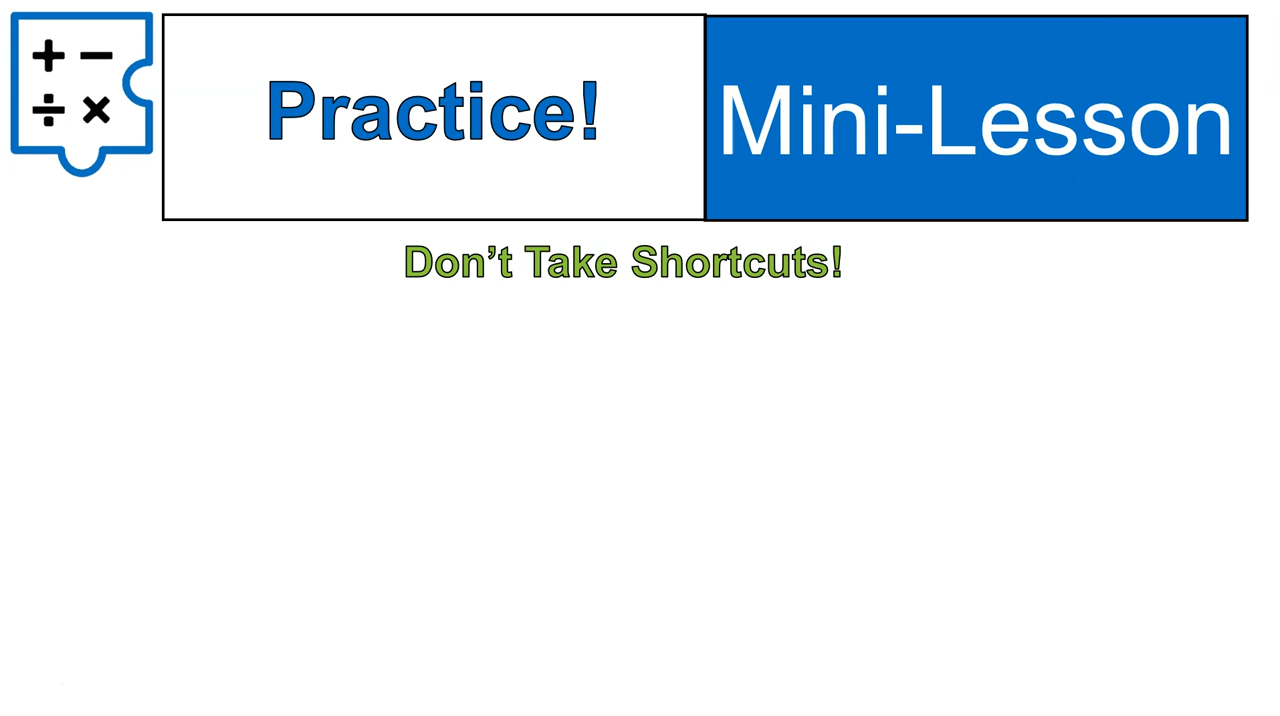 + −
÷ ×
Practice!
Mini-Lesson
Don’t Take Shortcuts!